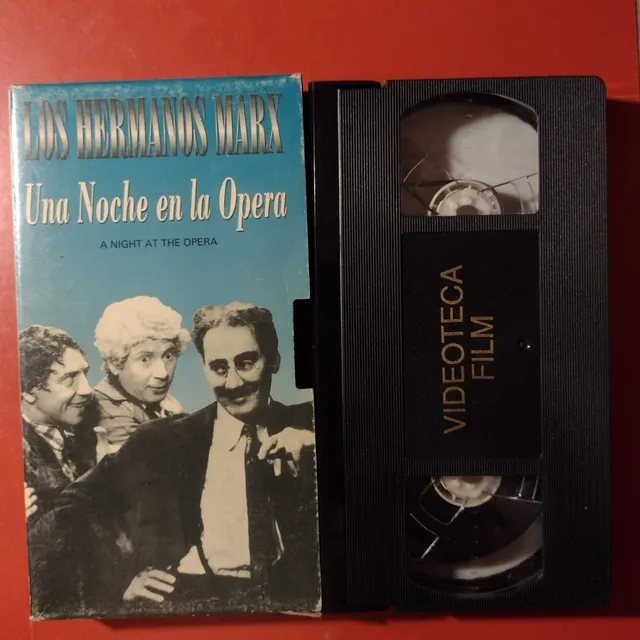 LOS HERMANOS MARX
Una Noche en la Opera
A NIGHT AT THE OPERA
VIDEOTECA
FILM